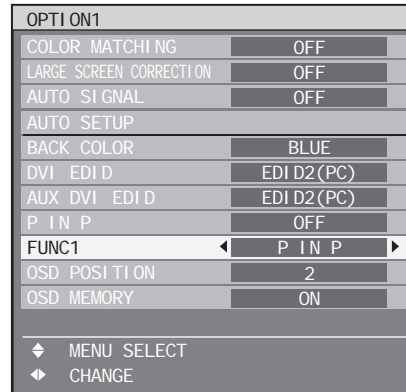 OPTION1
COLOR MATCHING OFF
LARGE SCREEN CORRECTION OFF
AUTO SIGNAL OFF
AUTO SETUP
BACK COLOR BLUE
DVI EDID EDID2(PC)
AUX DVI EDID EDID2(PC)
P IN P OFF
FUNC1 P IN P
OSD POSITION 2
OSD MEMORY ON
MENU SELECT
CHANGE